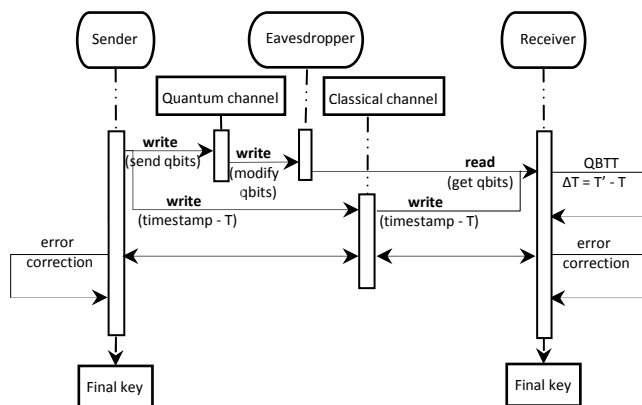 Sender
Eavesdropper
Receiver
Quantum channel
Classical channel
write
(send qbits)
write
(modify
qbits)
read
(get qbits)
QBTT
ΔT = T' - T
write
(timestamp - T)
write
(timestamp - T)
error
correction
error
correction
Final key
Final key